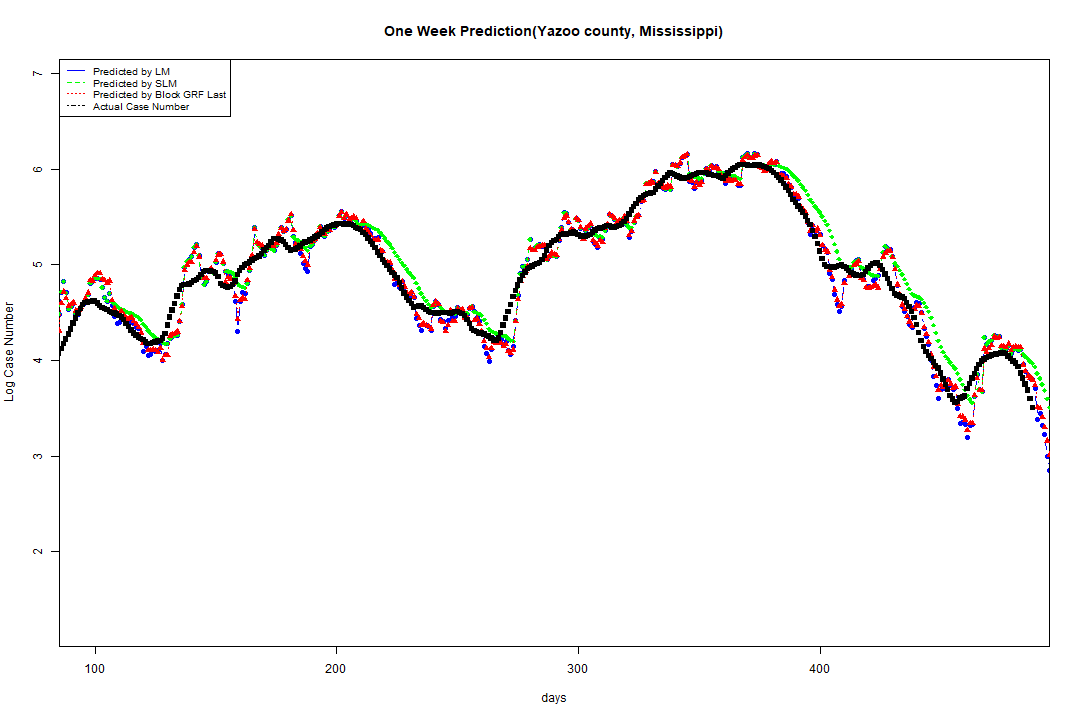 One Week Prediction(Yazoo county, Mississippi)
Predicted by LM
Predicted by SLM
Predicted by Block GRF Last
Actual Case Number
7
6
5
4
3
2
Log Case Number
100 200 300 400
days